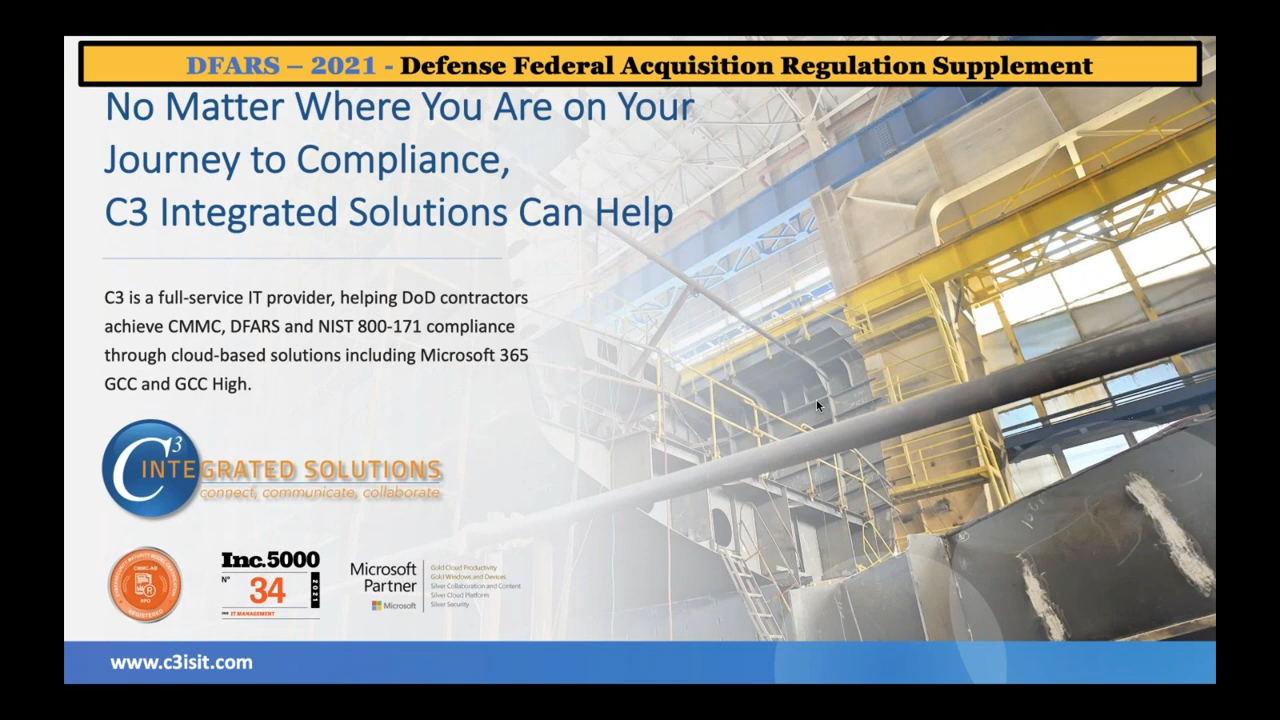 DFARS – 2021 - Defense Federal Acquisition Regulation Supplement
No Matter Where You Are on Your
Journey to Compliance,
C3 Integrated Solutions Can Help
C3 is a full-service IT provider, helping DoD contractors
achieve CMMC, DFARS and NIST 800-171 compliance
through cloud-based solutions including Microsoft 365
GCC and GCC High.
C3
INTEGRATED SOLUTIONS
connect, communicate, collaborate
CMMC-AB
RPO
REGISTERED
Inc.5000
N° 34 2021
IT MANAGEMENT
Microsoft
Partner
Microsoft
Gold Cloud Productivity
Gold Windows and Devices
Silver Collaboration and Content
Silver Cloud Platform
Silver Security
www.c3isit.com